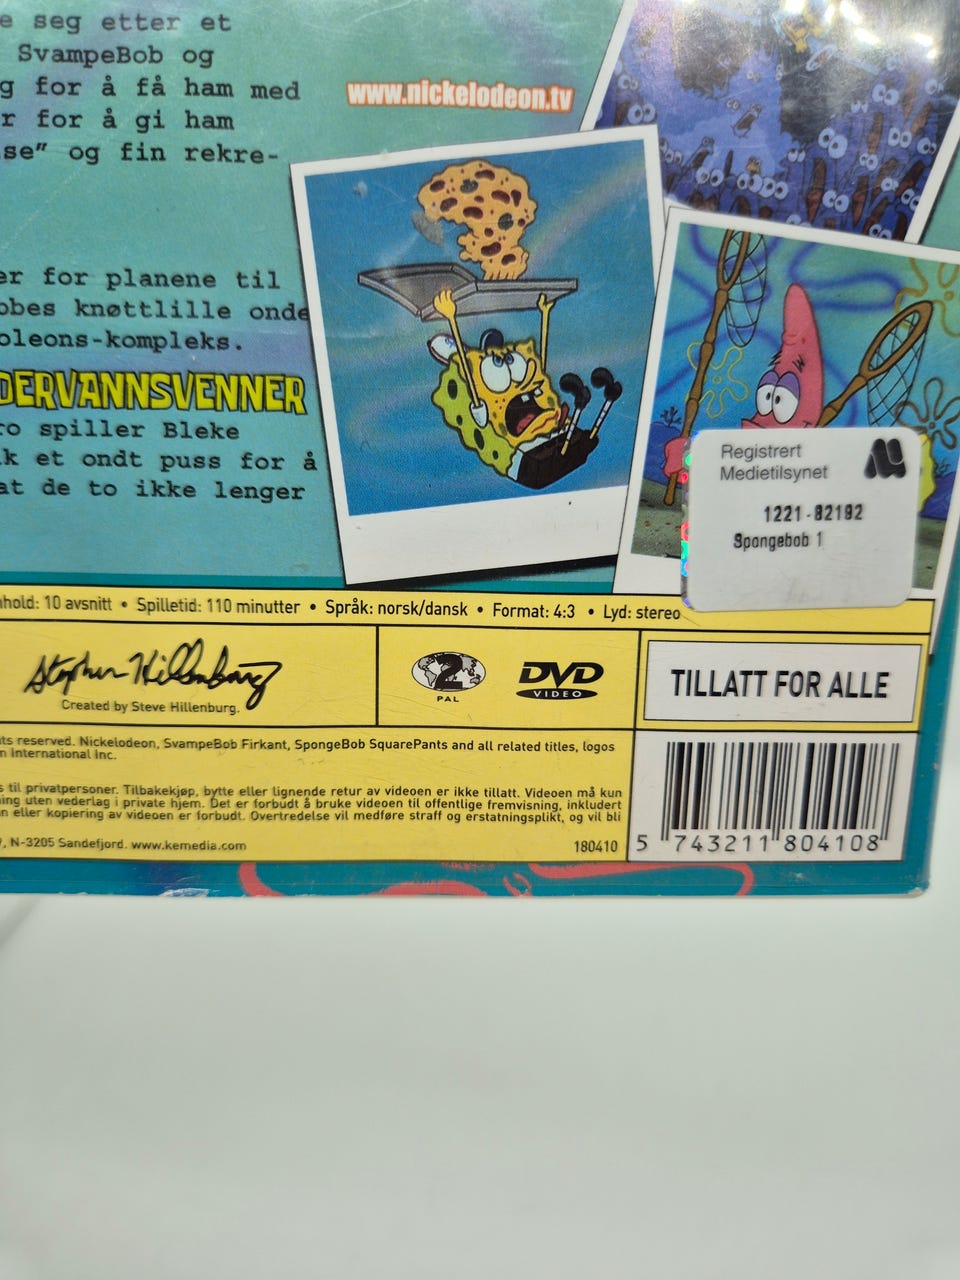 e seg etter et
SvampeBob og
g for å få ham med
r for å gi ham
se" og fin rekre-
www.nickelodeon.tv
er for planene til
bbes knøttlille onde
oleons-kompleks.
DERVANNSVENNER
ro spiller Bleke
k et ondt puss for å
at de to ikke lenger
Registrert
Medietilsynet
1221-82192
Spongebob 1
nhold: 10 avsnitt • Spilletid: 110 minutter • Språk: norsk/dansk • Format: 4:3 • Lyd: stereo
Stephen Hillenburg
Created by Steve Hillenburg.
2
PAL
DVD
VIDEO
TILLATT FOR ALLE
ts reserved. Nickelodeon, SvampeBob Firkant, SpongeBob SquarePants and all related titles, logos
m International Inc.
s til privatpersoner. Tilbakekjøp, bytte eller lignende retur av videoen er ikke tillatt. Videoen må kun
ning uten vederlag i private hjem. Det er forbudt å bruke videoen til offentlige fremvisning, inkludert
n eller kopiering av videoen er forbudt. Overtredelse vil medføre straff og erstatningsplikt, og vil bli
9, N-3205 Sandefjord. www.kemedia.com
180410
5 743211 804108